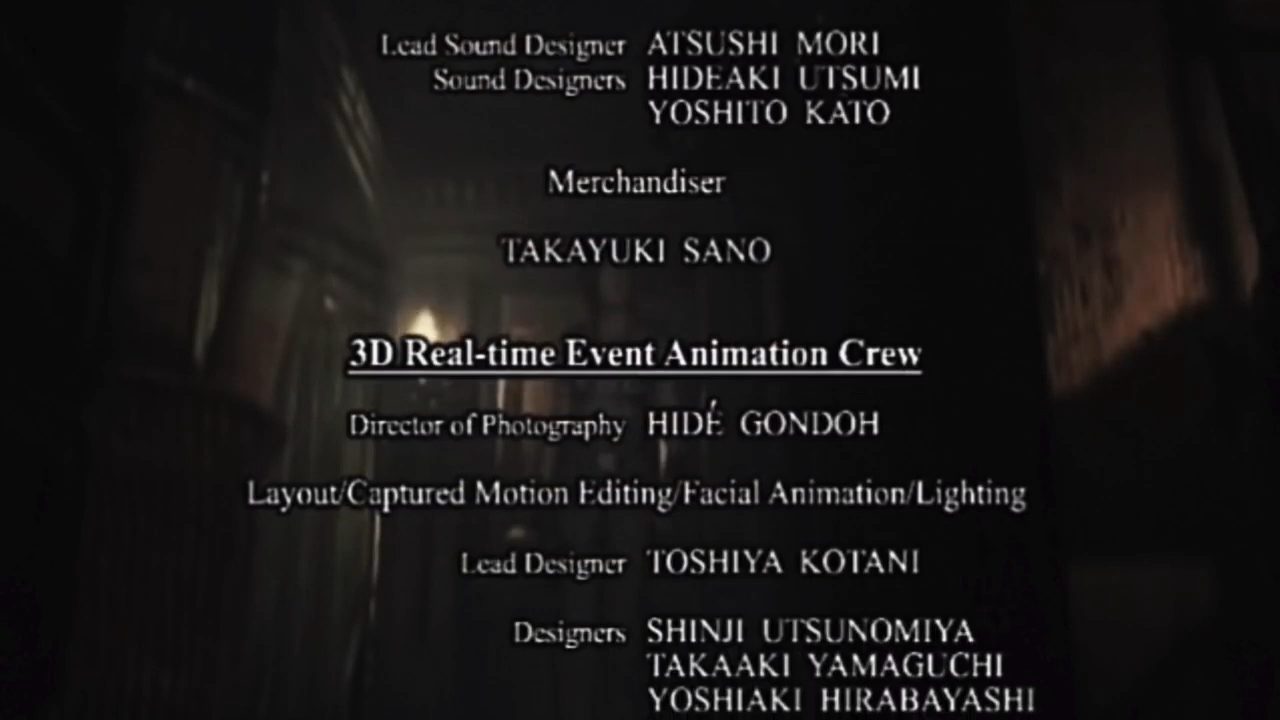 Lead Sound Designer ATSUSHI MORI
Sound Designers HIDEAKI UTSUMI
YOSHITO KATO
Merchandiser
TAKAYUKI SANO
3D Real-time Event Animation Crew
Director of Photography HIDÉ GONDOH
Layout/Captured Motion Editing/Facial Animation/Lighting
Lead Designer TOSHIYA KOTANI
Designers SHINJI UTSUNOMIYA
TAKAAKI YAMAGUCHI
YOSHIAKI HIRABAYASHI